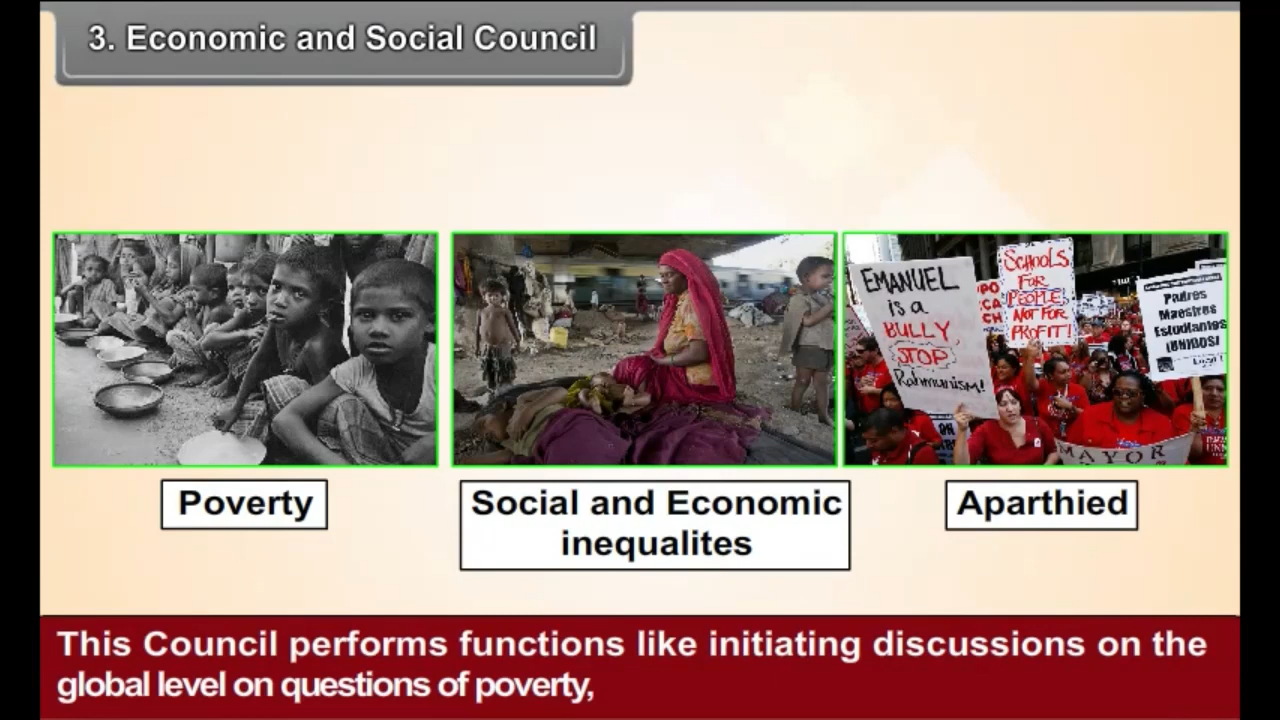 3. Economic and Social Council
EMANUEL
is a
BULLY
STOP
Rahmunism!
SCHOOLS
FOR
PEOPLE
NOT FOR
PROFIT!
Padres
Maestros
Estudiantes
¡UNIDOS!
MAYOR
Poverty
Social and Economic
inequalites
Aparthied
This Council performs functions like initiating discussions on the
global level on questions of poverty,